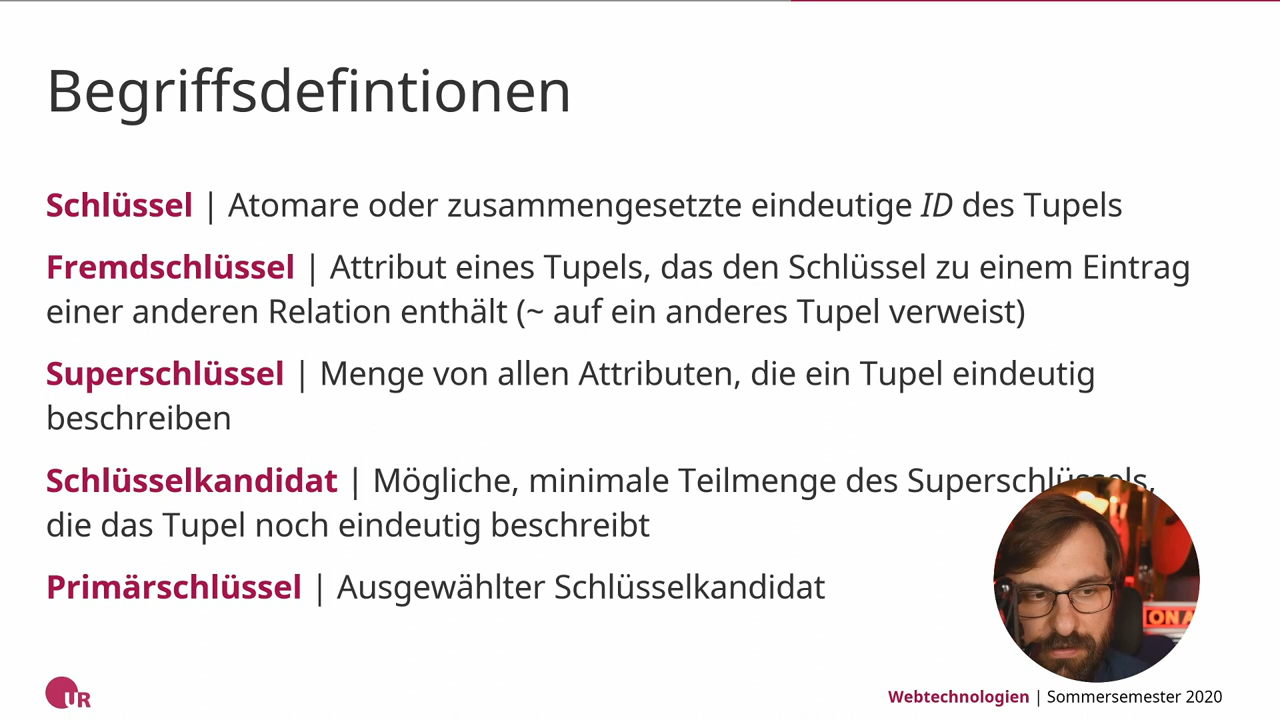 Begriffsdefintionen
Schlüssel | Atomare oder zusammengesetzte eindeutige ID des Tupels
Fremdschlüssel | Attribut eines Tupels, das den Schlüssel zu einem Eintrag
einer anderen Relation enthält (~ auf ein anderes Tupel verweist)
Superschlüssel | Menge von allen Attributen, die ein Tupel eindeutig
beschreiben
Schlüsselkandidat | Mögliche, minimale Teilmenge des Superschlüssels,
die das Tupel noch eindeutig beschreibt
Primärschlüssel | Ausgewählter Schlüsselkandidat
ON A
UR
Webtechnologien | Sommersemester 2020